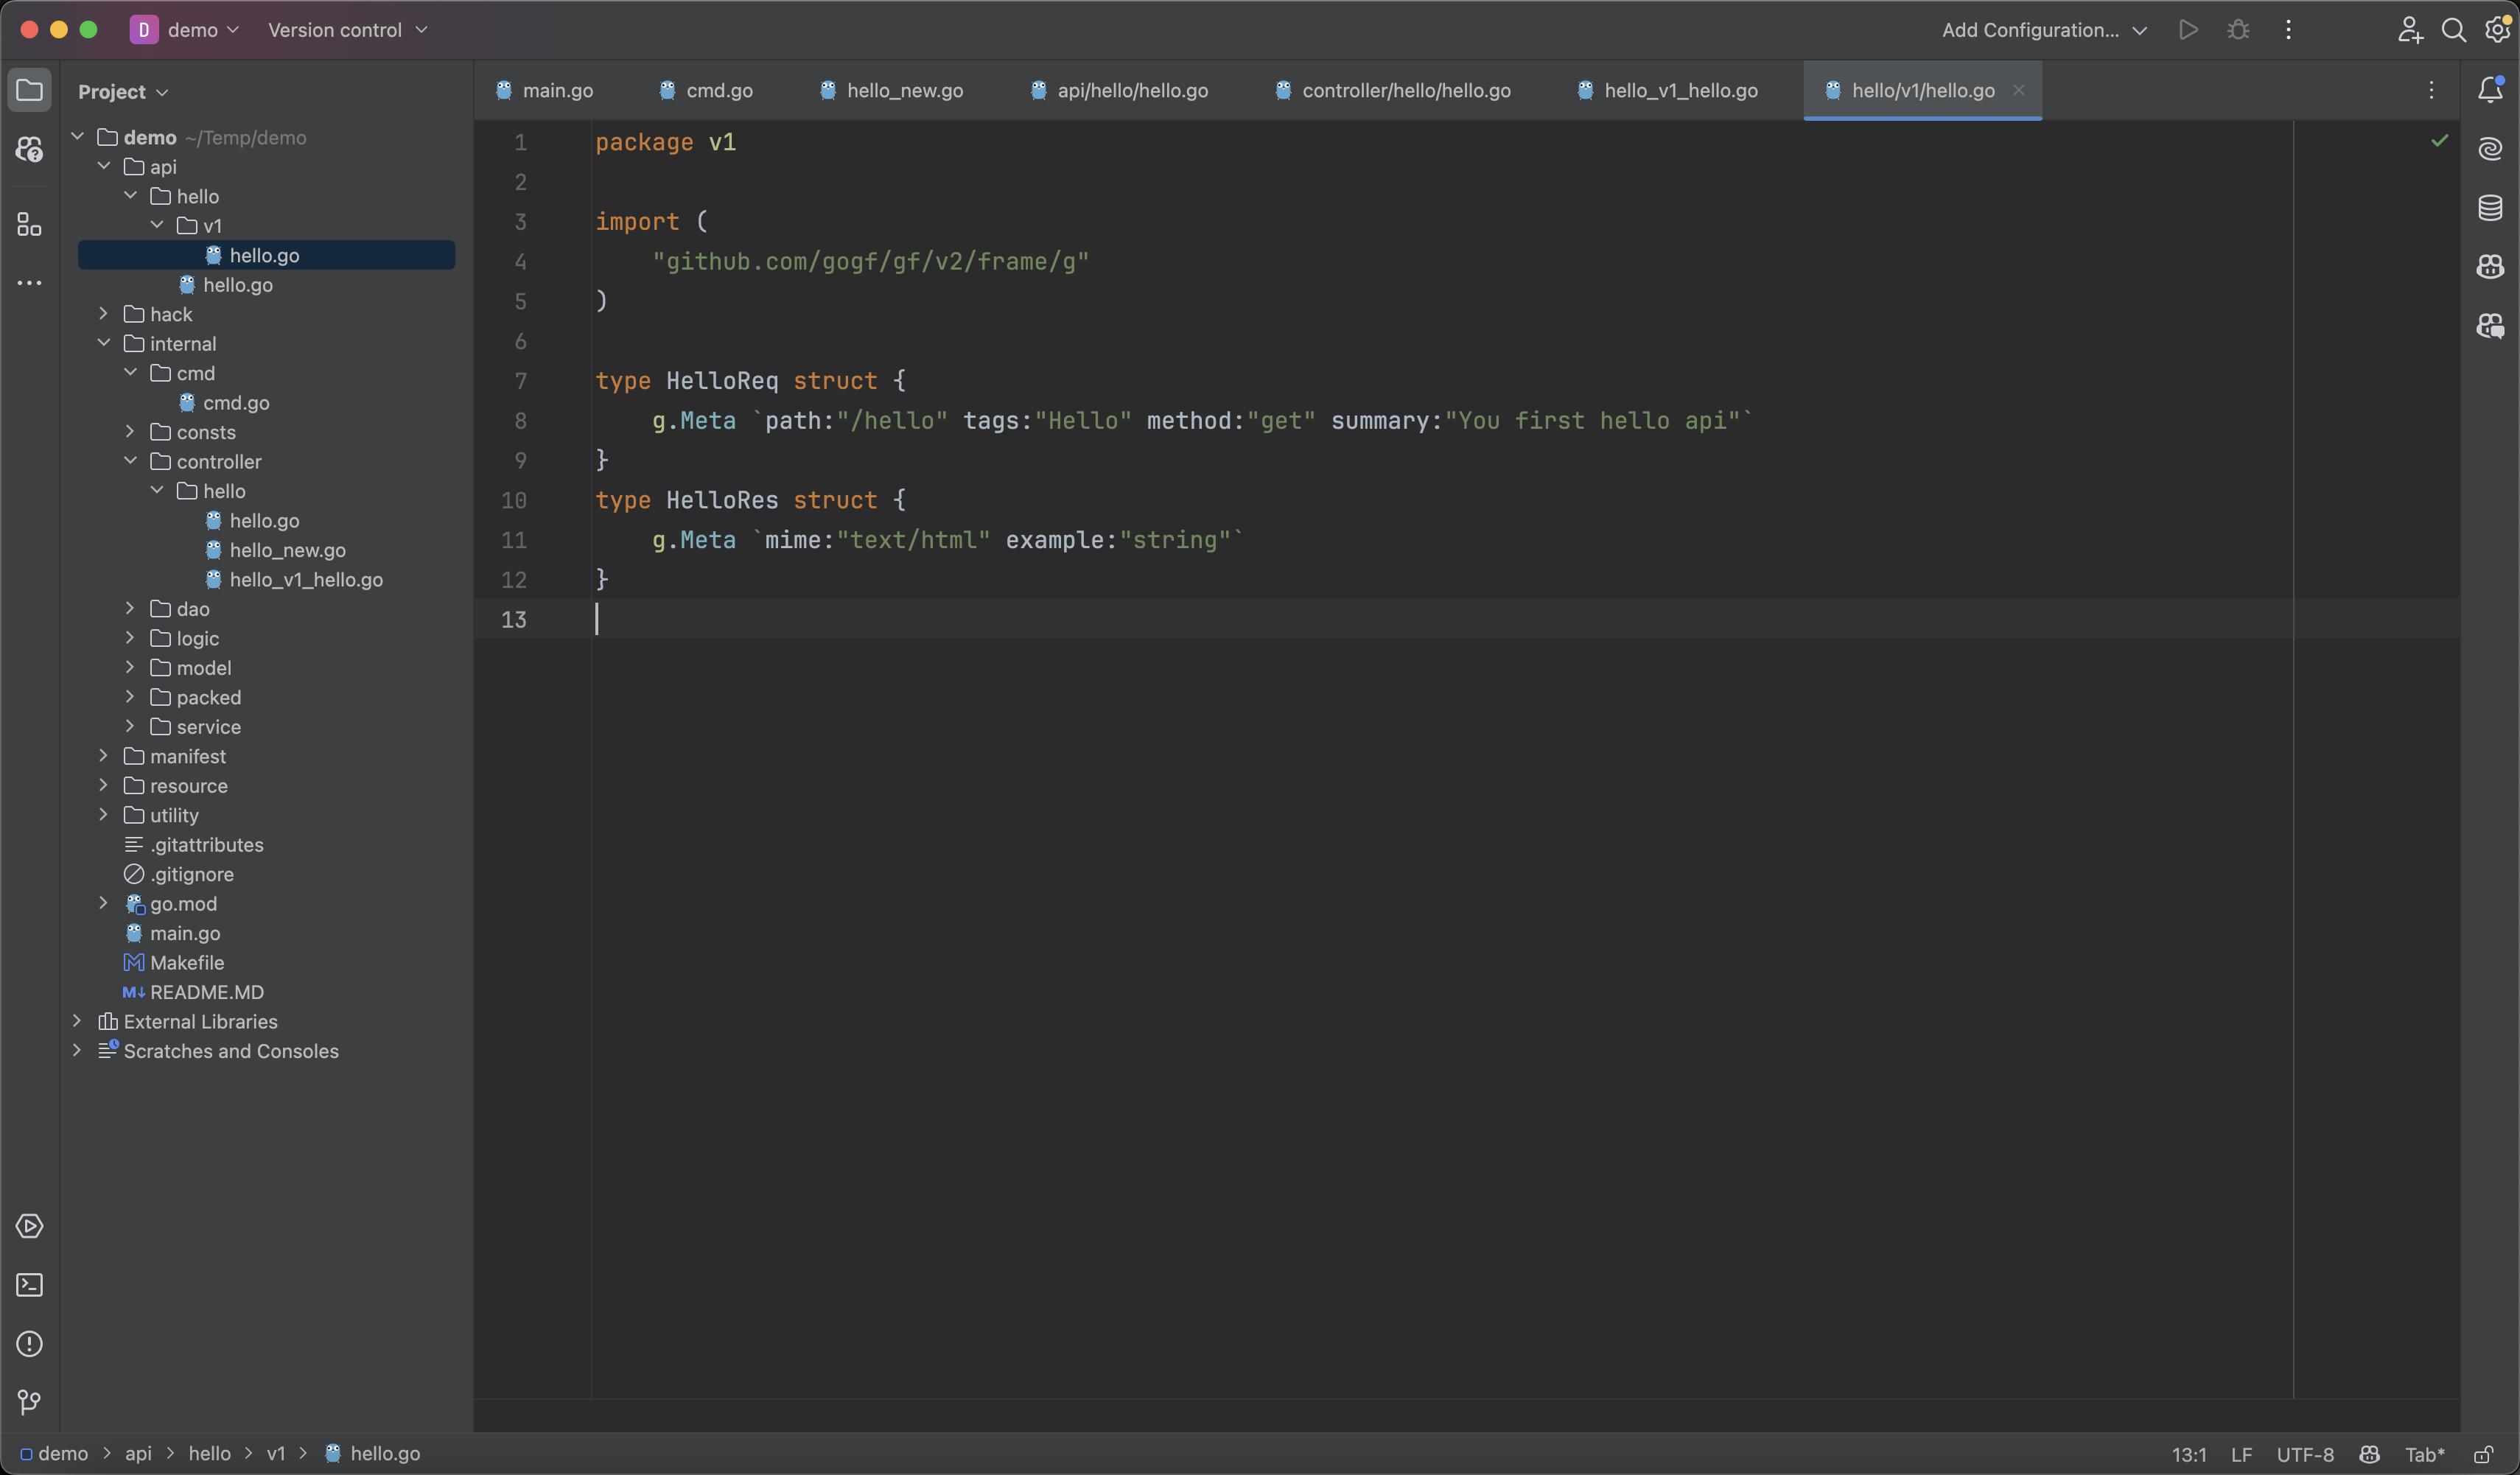 D demo Version control Add Configuration...
Project
main.go cmd.go hello_new.go api/hello/hello.go controller/hello/hello.go hello_v1_hello.go hello/v1/hello.go
demo ~/Temp/demo
api
hello
v1
hello.go
hello.go
hack
internal
cmd
cmd.go
consts
controller
hello
hello.go
hello_new.go
hello_v1_hello.go
dao
logic
model
packed
service
manifest
resource
utility
.gitattributes
.gitignore
go.mod
main.go
Makefile
README.MD
External Libraries
Scratches and Consoles
1 package v1
2
3 import (
4 "github.com/gogf/gf/v2/frame/g"
5 )
6
7 type HelloReq struct {
8 g.Meta `path:"/hello" tags:"Hello" method:"get" summary:"You first hello api"`
9 }
10 type HelloRes struct {
11 g.Meta `mime:"text/html" example:"string"`
12 }
13
demo > api > hello > v1 > hello.go 13:1 LF UTF-8 Tab*